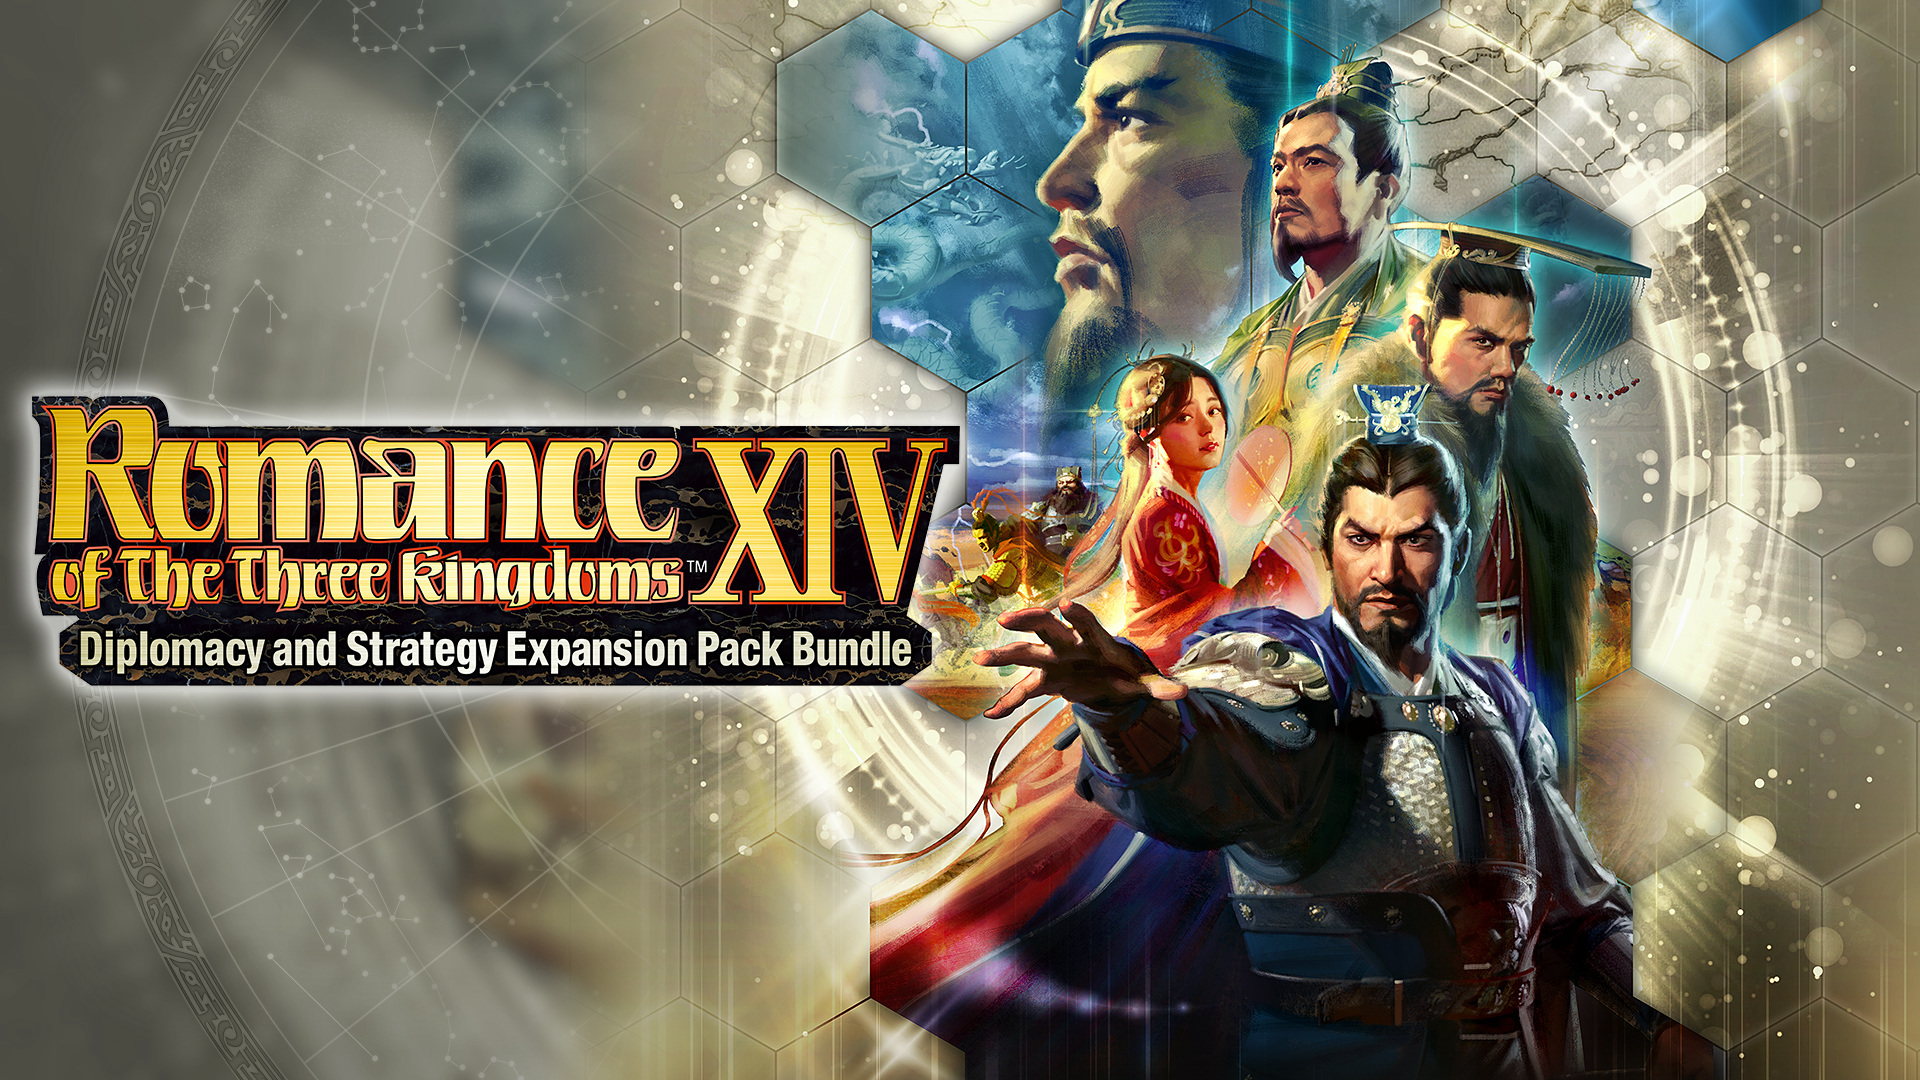 Romance XIV
of the Three Kingdoms™
Diplomacy and Strategy Expansion Pack Bundle